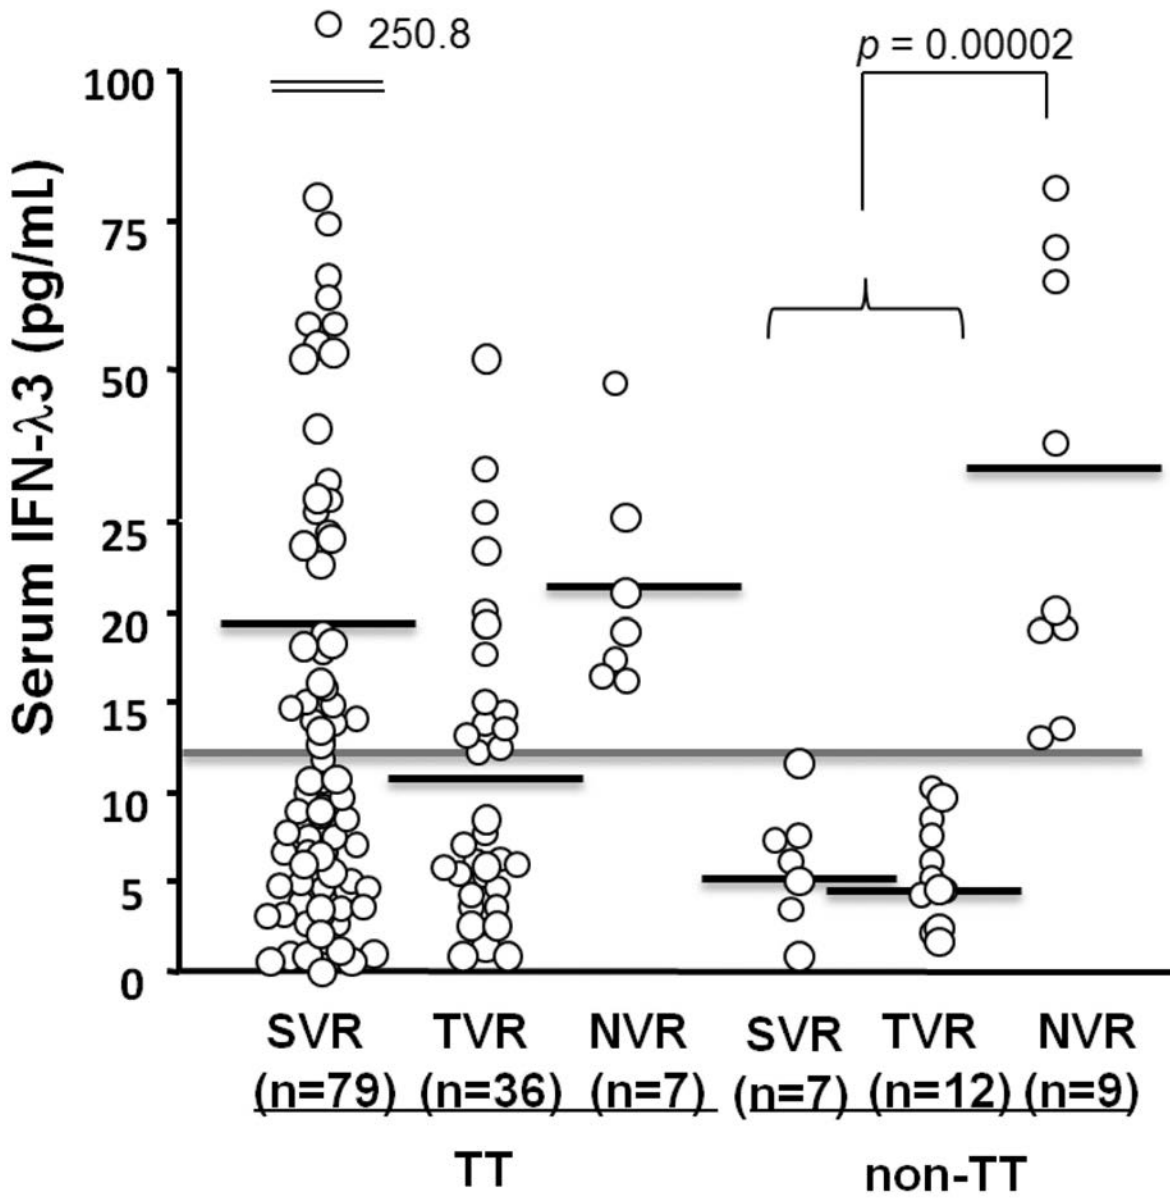 250.8
p = 0.00002
Serum IFN-λ3 (pg/mL)
100
75
50
25
20
15
10
5
0
SVR TVR NVR SVR TVR NVR
(n=79) (n=36) (n=7) (n=7) (n=12) (n=9)
TT non-TT